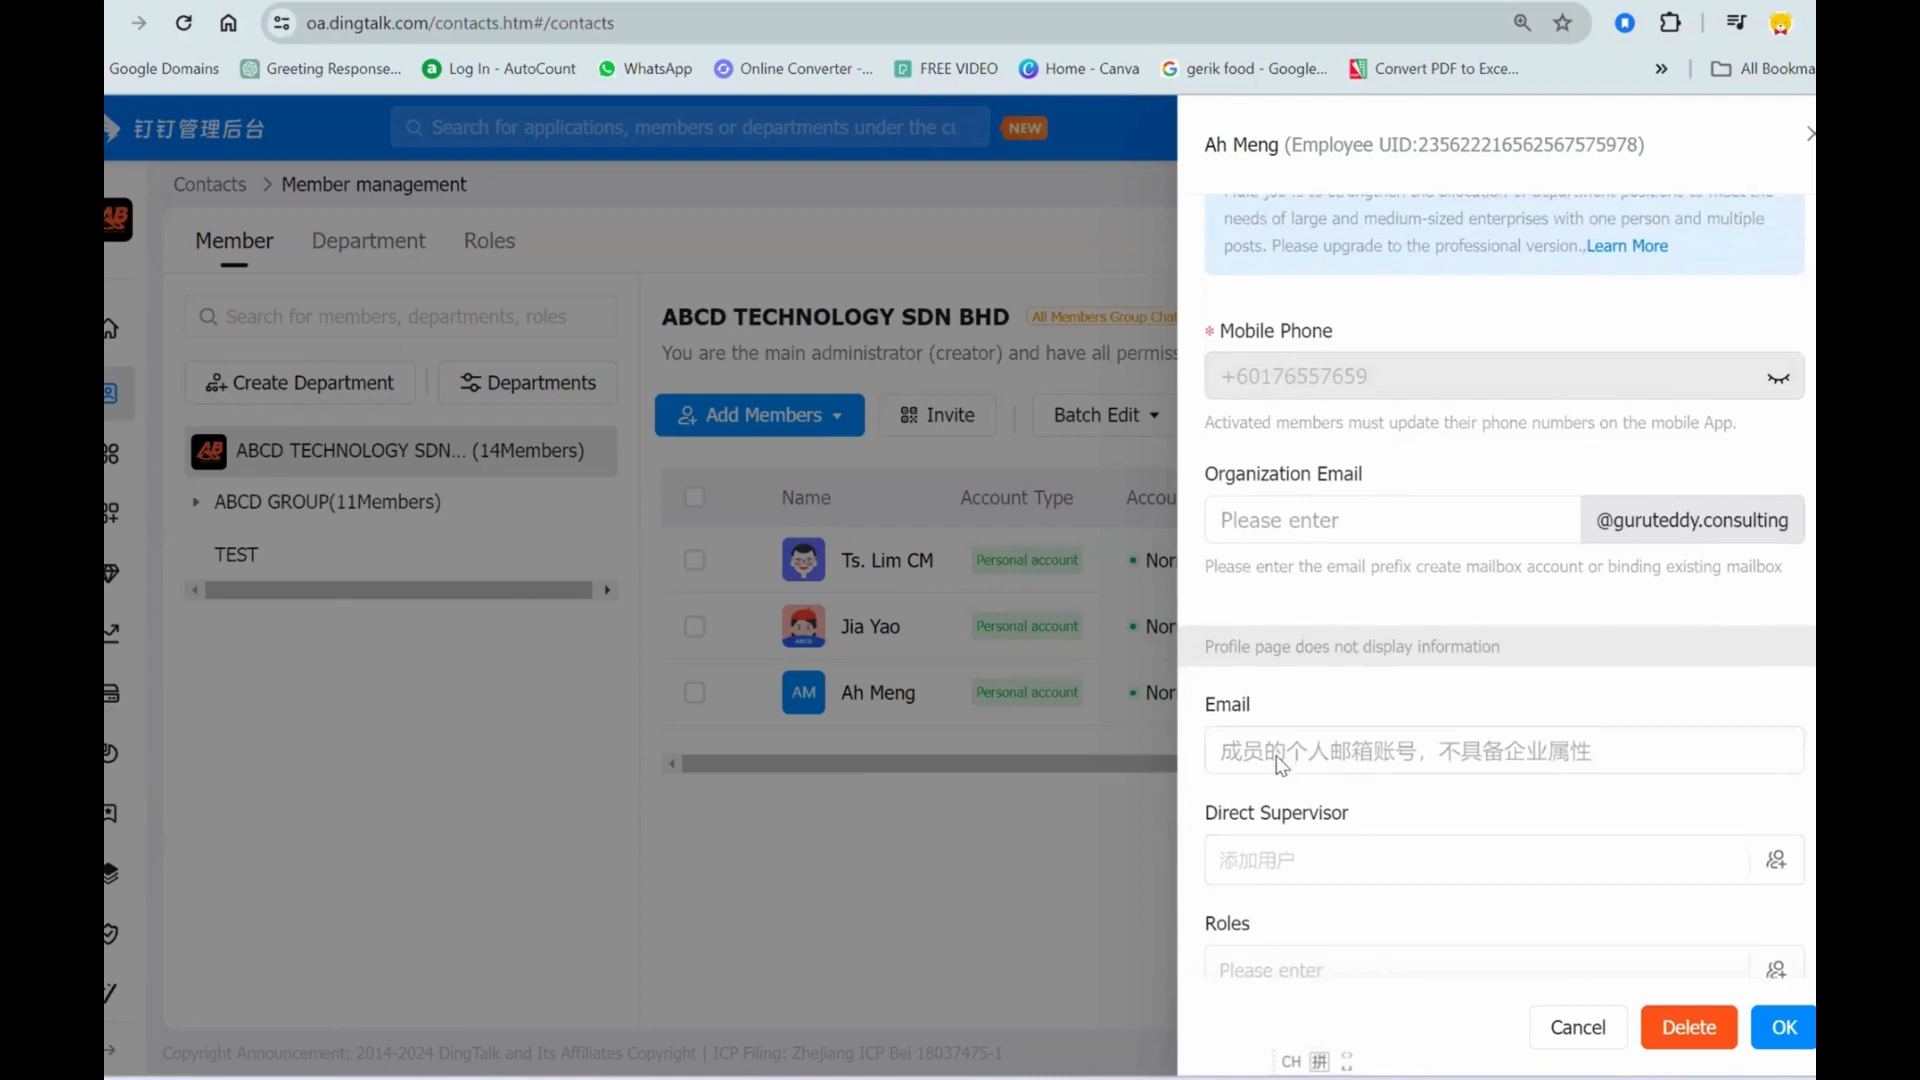 oa.dingtalk.com/contacts.htm#/contacts
Google Domains
Greeting Response...
Log In - AutoCount
WhatsApp
Online Converter -...
FREE VIDEO
Home - Canva
gerik food - Google...
Convert PDF to Exce...
»
All Bookma
钉钉管理后台
Search for applications, members or departments under the cu
NEW
Contacts > Member management
Member
Department
Roles
Search for members, departments, roles
Create Department
Departments
ABCD TECHNOLOGY SDN... (14Members)
ABCD GROUP(11Members)
TEST
ABCD TECHNOLOGY SDN BHD
All Members Group Chat
You are the main administrator (creator) and have all permiss
Add Members
Invite
Batch Edit
Name
Account Type
Accou
Ts. Lim CM
Personal account
Nor
Jia Yao
Personal account
Nor
AM
Ah Meng
Personal account
Nor
Copyright Announcement: 2014-2024 DingTalk and Its Affiliates Copyright | ICP Filing: Zhejiang ICP Bei 18037475-1
Ah Meng (Employee UID:235622216562567575978)
needs of large and medium-sized enterprises with one person and multiple
posts. Please upgrade to the professional version.,Learn More
* Mobile Phone
+60176557659
Activated members must update their phone numbers on the mobile App.
Organization Email
Please enter
@guruteddy.consulting
Please enter the email prefix create mailbox account or binding existing mailbox
Profile page does not display information
Email
成员的个人邮箱账号，不具备企业属性
Direct Supervisor
添加用户
Roles
Please enter
Cancel
Delete
OK
CH 拼